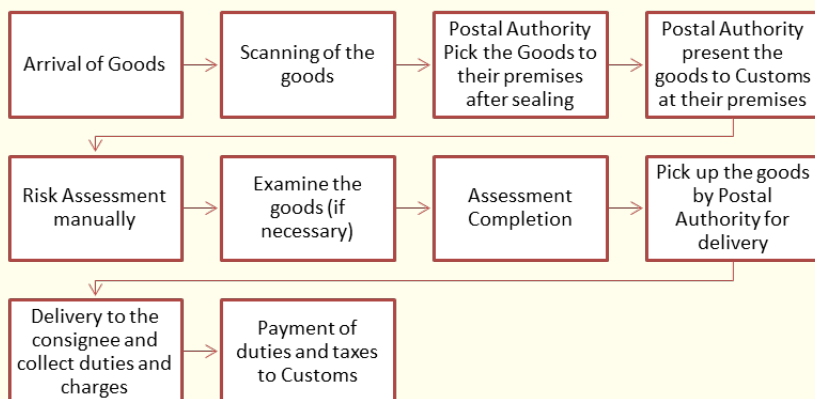 Arrival of Goods
Scanning of the
goods
Postal Authority
Pick the Goods to
their premises
after sealing
Postal Authority
present the
goods to Customs
at their premises
Risk Assessment
manually
Examine the
goods (if
necessary)
Assessment
Completion
Pick up the goods
by Postal
Authority for
delivery
Delivery to the
consignee and
collect duties and
charges
Payment of
duties and taxes
to Customs